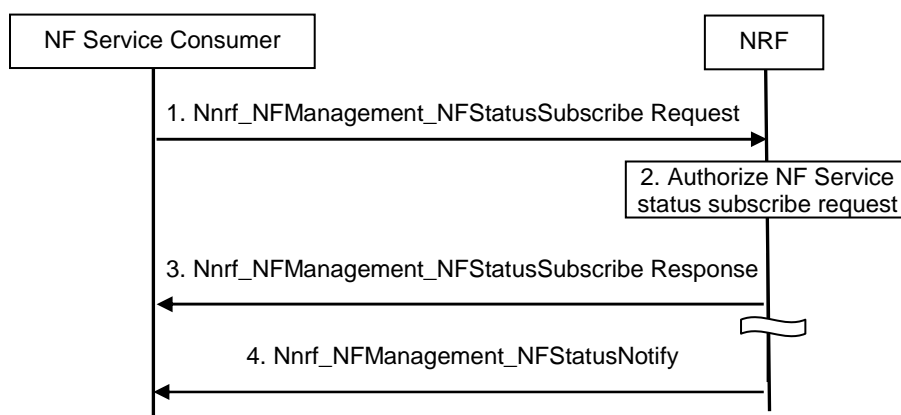 NF Service Consumer
NRF
1. Nnrf_NFManagement_NFStatusSubscribe Request
2. Authorize NF Service
status subscribe request
3. Nnrf_NFManagement_NFStatusSubscribe Response
4. Nnrf_NFManagement_NFStatusNotify